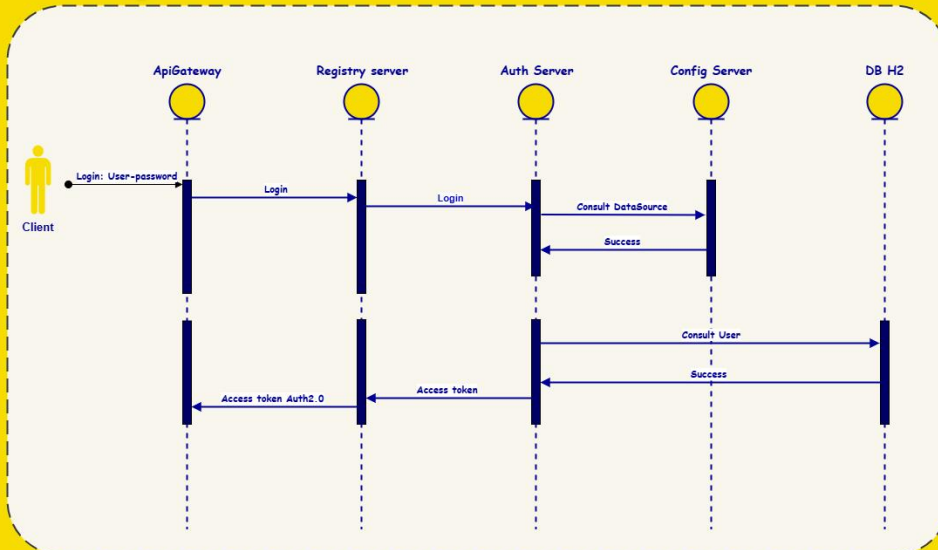 ApiGateway
Registry server
Auth Server
Config Server
DB H2
Login: User-password
Login
Login
Consult DataSource
Client
Success
Consult User
Success
Access token
Access token Auth2.0